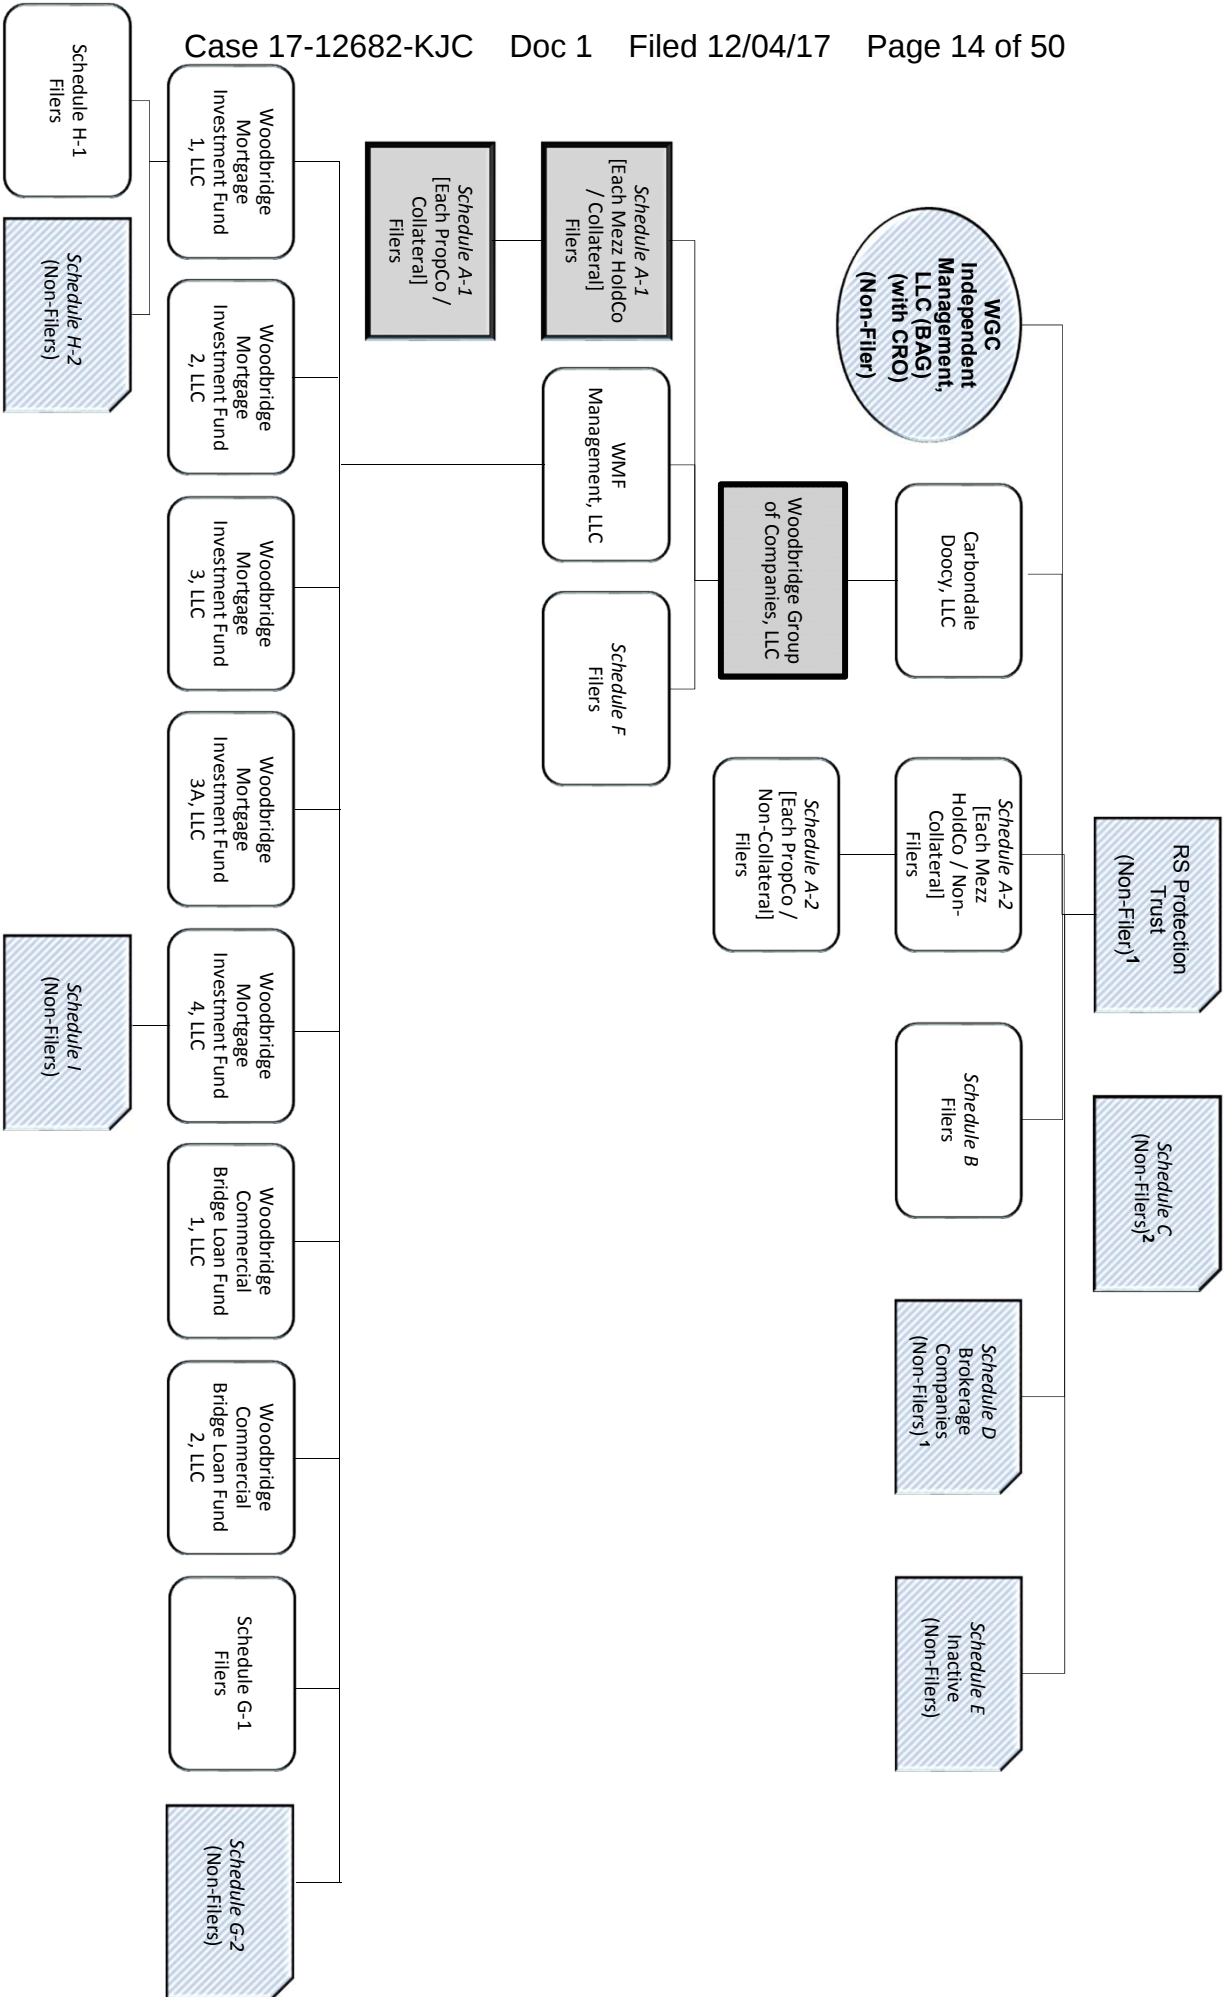 Case 17-12682-KJC Doc 1 Filed 12/04/17 Page 14 of 50
RS Protection
Trust
(Non-Filer)1
Schedule C
(Non-Filers)2
WGC
Independent
Management,
LLC (BAG)
(with CRO)
(Non-Filer)
Carbondale
Doocy, LLC
Schedule A-2
[Each Mezz
HoldCo / Non-
Collateral]
Filers
Schedule B
Filers
Schedule D
Brokerage
Companies
(Non-Filers)1
Schedule E
Inactive
(Non-Filers)
Woodbridge Group
of Companies, LLC
Schedule A-2
[Each PropCo /
Non-Collateral]
Filers
Schedule A-1
[Each Mezz HoldCo
/ Collateral]
Filers
WMF
Management, LLC
Schedule F
Filers
Schedule A-1
[Each PropCo /
Collateral]
Filers
Woodbridge
Mortgage
Investment Fund
1, LLC
Woodbridge
Mortgage
Investment Fund
2, LLC
Woodbridge
Mortgage
Investment Fund
3, LLC
Woodbridge
Mortgage
Investment Fund
3A, LLC
Woodbridge
Mortgage
Investment Fund
4, LLC
Woodbridge
Commercial
Bridge Loan Fund
1, LLC
Woodbridge
Commercial
Bridge Loan Fund
2, LLC
Schedule G-1
Filers
Schedule G-2
(Non-Filers)
Schedule H-1
Filers
Schedule H-2
(Non-Filers)
Schedule I
(Non-Filers)